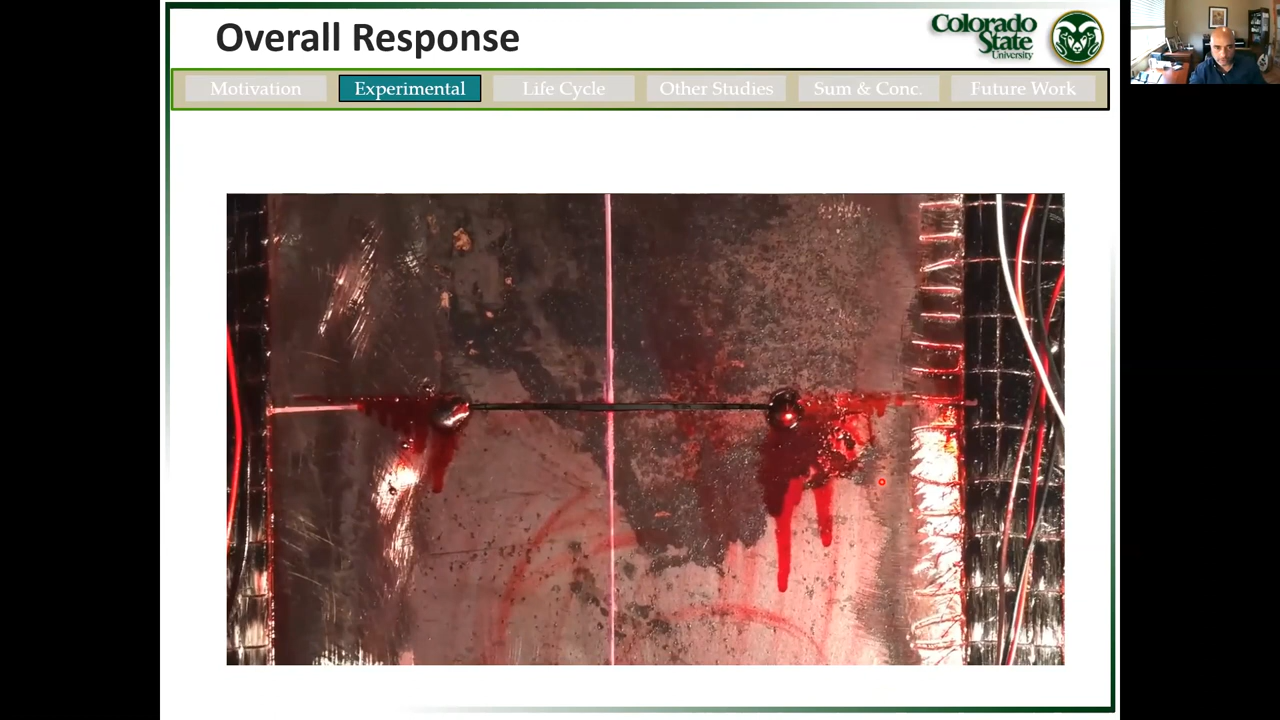 Overall Response
Colorado
State
University
Motivation
Experimental
Life Cycle
Other Studies
Sum & Conc.
Future Work